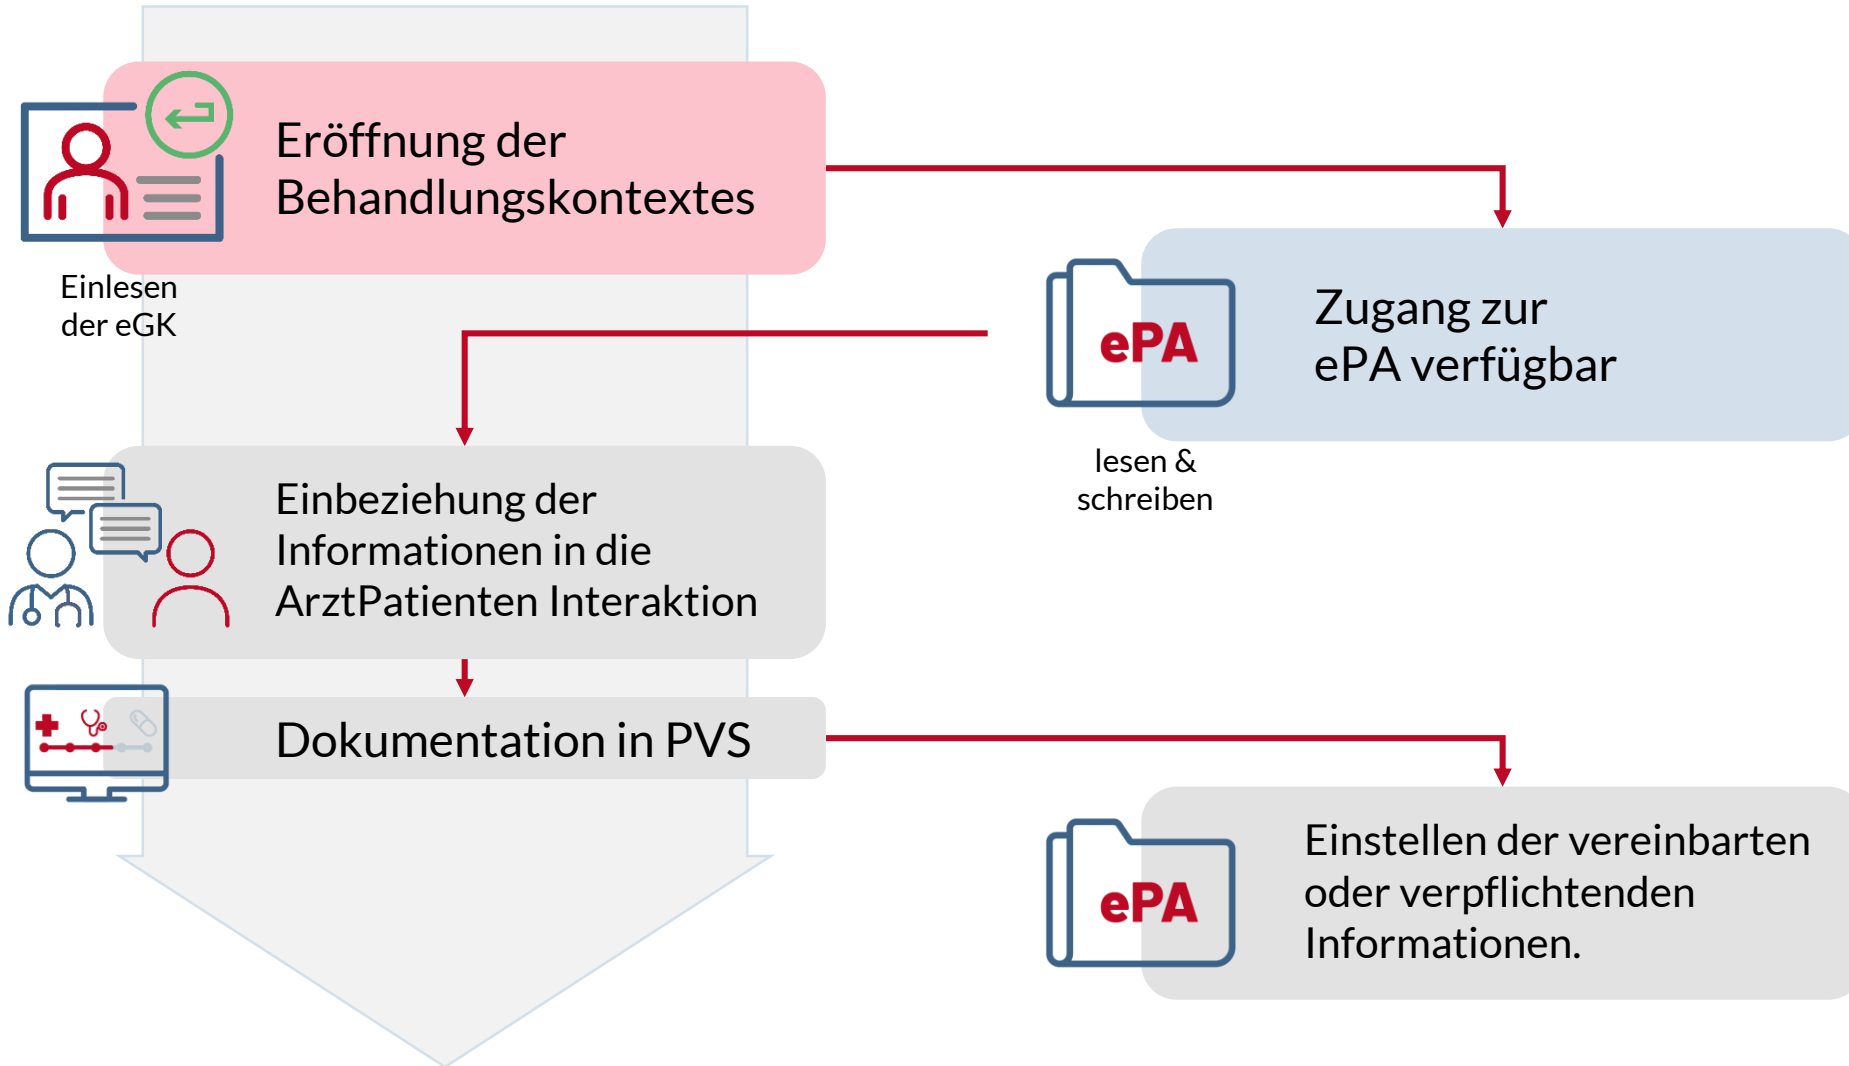 Eröffnung der
Behandlungskontextes
Einlesen
der eGK
ePA
Zugang zur
ePA verfügbar
lesen &
schreiben
Einbeziehung der
Informationen in die
ArztPatienten Interaktion
Dokumentation in PVS
ePA
Einstellen der vereinbarten
oder verpflichtenden
Informationen.